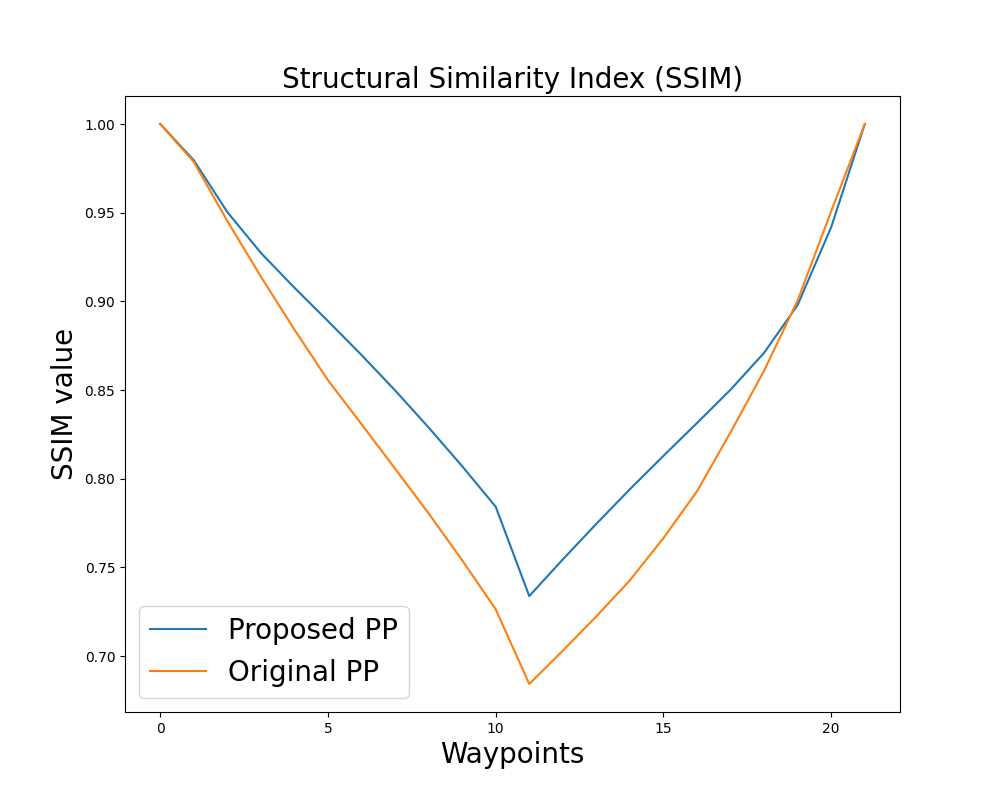 Structural Similarity Index (SSIM)
1.00
0.95
0.90
0.85
0.80
0.75
0.70
SSIM value
Proposed PP
Original PP
0 5 10 15 20
Waypoints